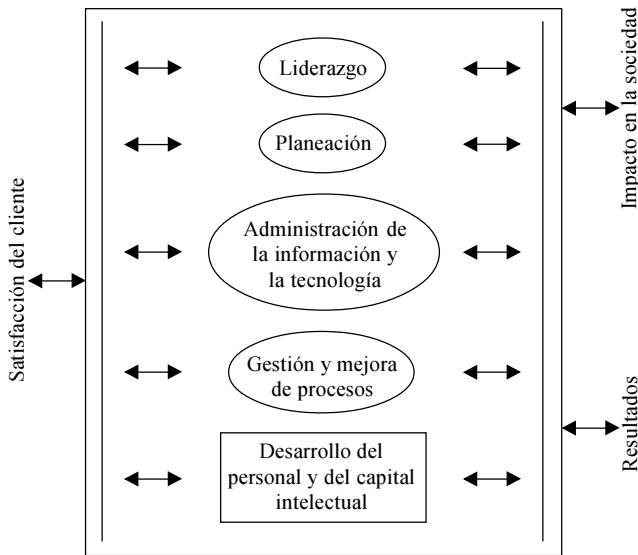 Liderazgo
Planeación
Administración de
la información y
la tecnología
Gestión y mejora
de procesos
Desarrollo del
personal y del capital
intelectual
Satisfacción del cliente
Impacto en la sociedad
Resultados